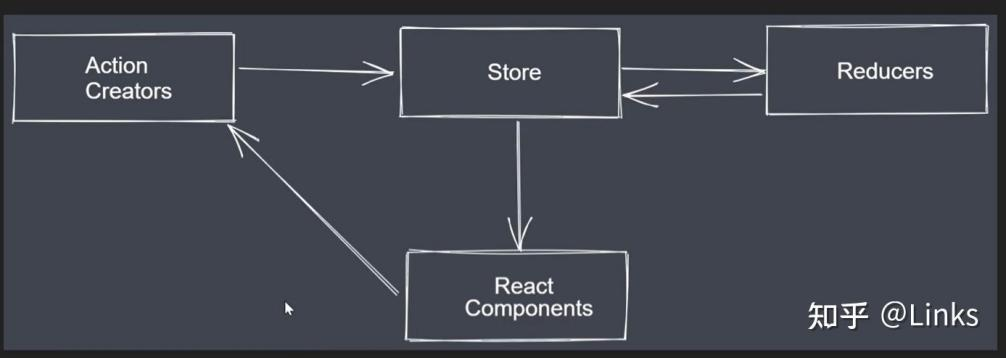 Action
Creators
Store
Reducers
React
Components
知乎 @Links